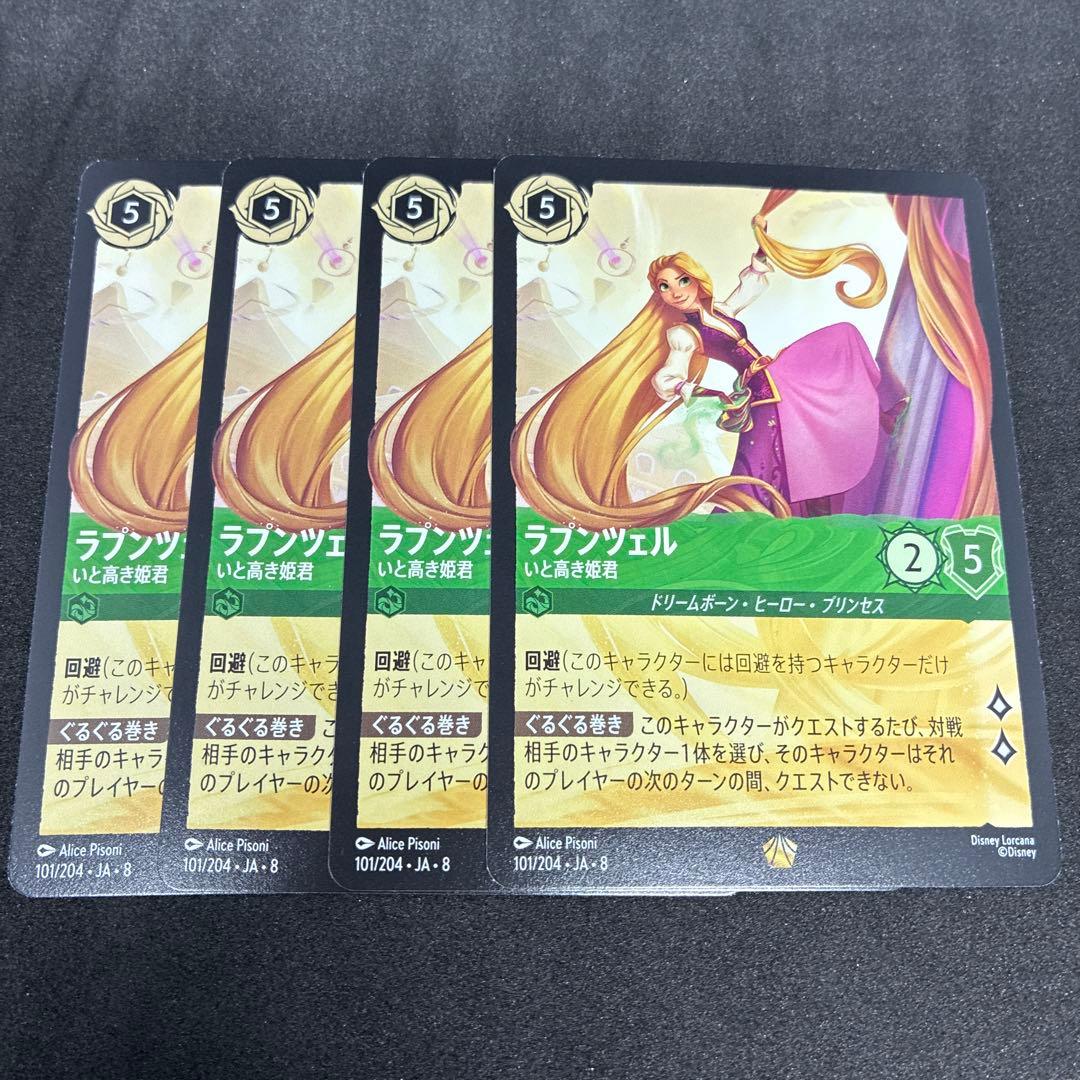 5
ラプンツェ
いと高き姫君
回避(このキャ
がチャレンジで
ぐるぐる巻き
相手のキャラ
のプレイヤーの
Alice Pisoni
101/204・JA・8
5
ラプンツェ
いと高き姫君
回避(このキャラ
がチャレンジでき
ぐるぐる巻き こ
相手のキャラク
のプレイヤーの次
Alice Pisoni
101/204・JA・8
5
ラプンツェ
いと高き姫君
回避(このキャ
がチャレンジで
ぐるぐる巻き
相手のキャラ
のプレイヤーの
Alice Pisoni
101/204・JA・8
5
ラプンツェル
いと高き姫君
2 5
ドリームボーン・ヒーロー・プリンセス
回避(このキャラクターには回避を持つキャラクターだけ
がチャレンジできる。)
ぐるぐる巻き このキャラクターがクエストするたび、対戦
相手のキャラクター1体を選び、そのキャラクターはそれ
のプレイヤーの次のターンの間、クエストできない。
Alice Pisoni
101/204・JA・8
Disney Lorcana
©Disney